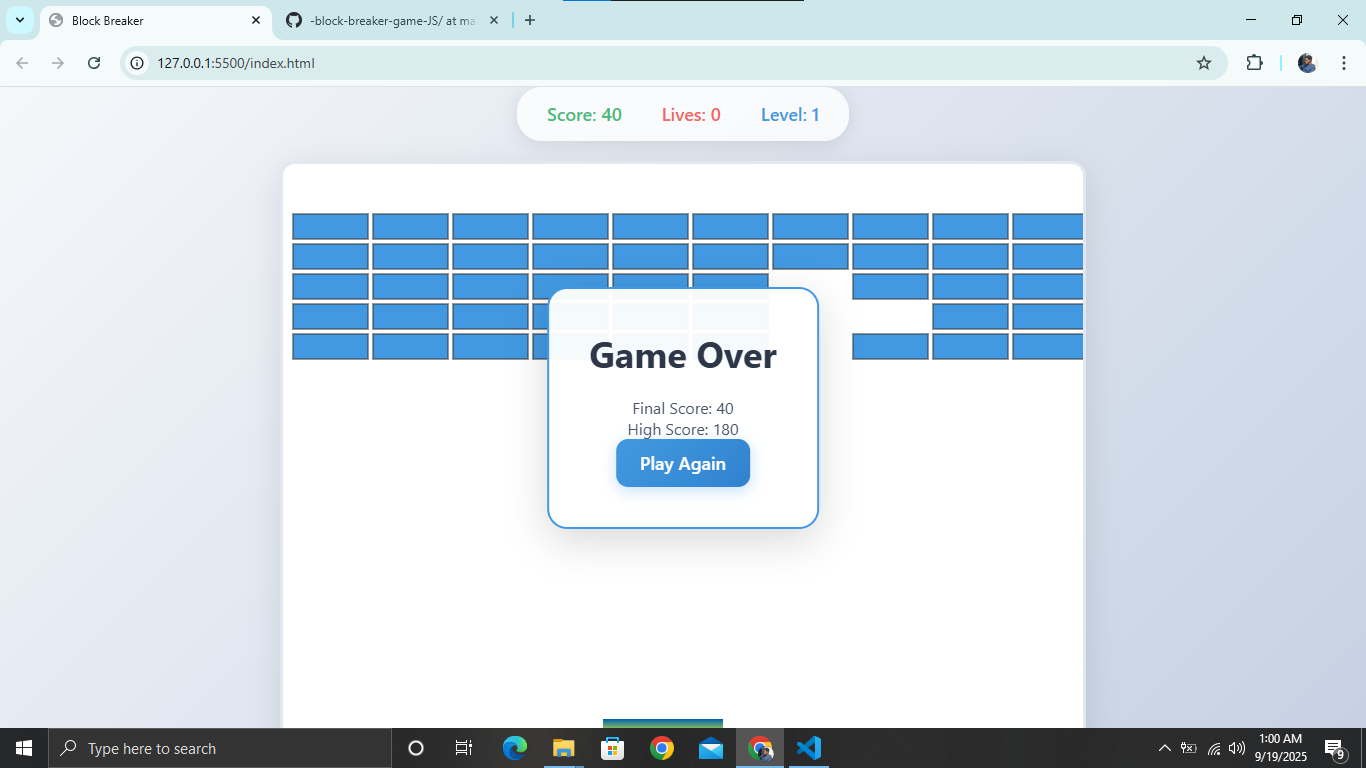 Block Breaker
-block-breaker-game-JS/ at ma
127.0.0.1:5500/index.html
Score: 40 Lives: 0 Level: 1
Game Over
Final Score: 40
High Score: 180
Play Again
Type here to search
1:00 AM
9/19/2025
9